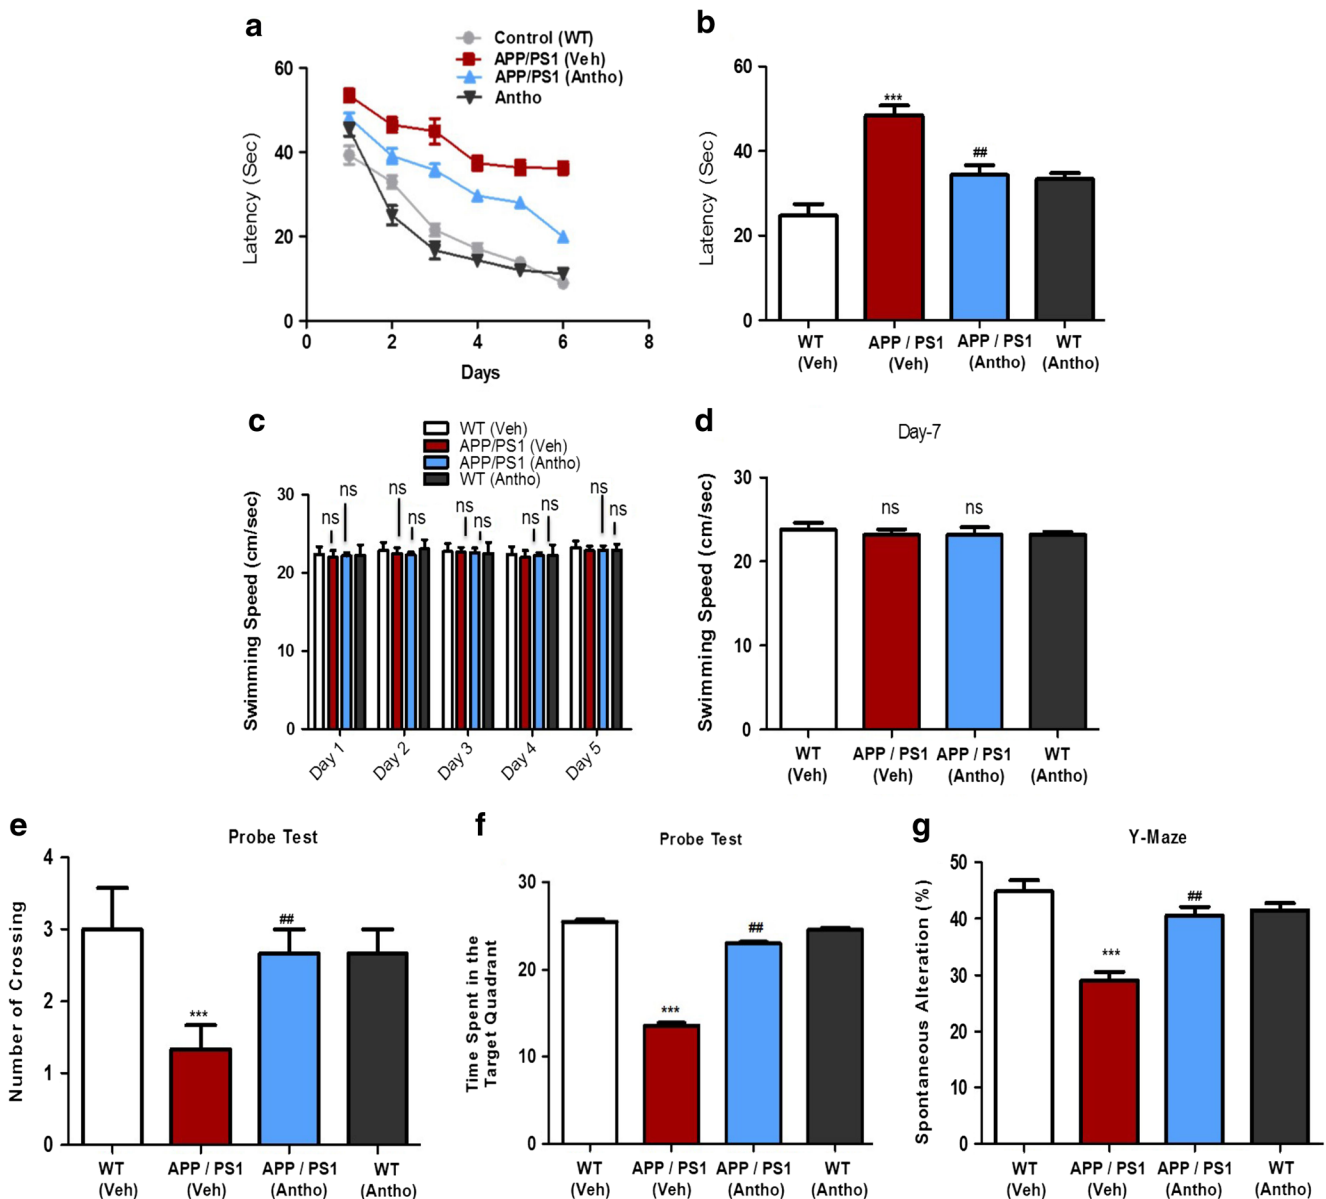 a
Control (WT)
APP/PS1 (Veh)
APP/PS1 (Antho)
Antho
60
40
20
0
Latency (Sec)
0 2 4 6 8
Days
b
60
40
20
0
Latency (Sec)
***
##
WT (Veh)
APP / PS1 (Veh)
APP / PS1 (Antho)
WT (Antho)
c
WT (Veh)
APP/PS1 (Veh)
APP/PS1 (Antho)
WT (Antho)
30
20
10
0
Swimming Speed (cm/sec)
ns ns ns ns ns ns ns ns ns ns
Day 1 Day 2 Day 3 Day 4 Day 5
d
Day-7
30
20
10
0
Swimming Speed (cm/sec)
ns ns
WT (Veh)
APP / PS1 (Veh)
APP / PS1 (Antho)
WT (Antho)
e
Probe Test
4
3
2
1
0
Number of Crossing
***
##
WT (Veh)
APP / PS1 (Veh)
APP / PS1 (Antho)
WT (Antho)
f
Probe Test
30
20
10
0
Time Spent in the
Target Quadrant
***
##
WT (Veh)
APP / PS1 (Veh)
APP / PS1 (Antho)
WT (Antho)
g
Y-Maze
50
40
30
20
10
0
Spontaneous Alteration (%)
***
##
WT (Veh)
APP / PS1 (Veh)
APP / PS1 (Antho)
WT (Antho)